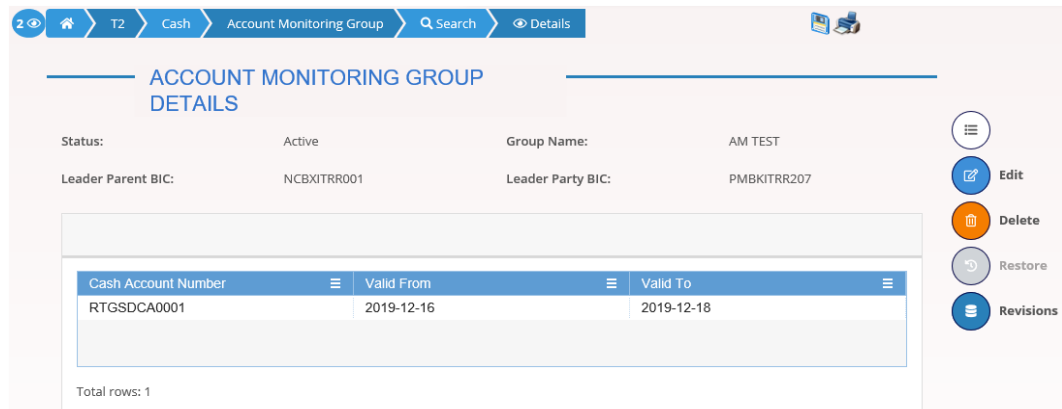 2 T2 Cash Account Monitoring Group Search Details
ACCOUNT MONITORING GROUP
DETAILS
Status: Active Group Name: AM TEST
Leader Parent BIC: NCBXITRR001 Leader Party BIC: PMBKITRR207
Edit
Delete
Restore
Revisions
Cash Account Number Valid From Valid To
RTGSDCA0001 2019-12-16 2019-12-18
Total rows: 1